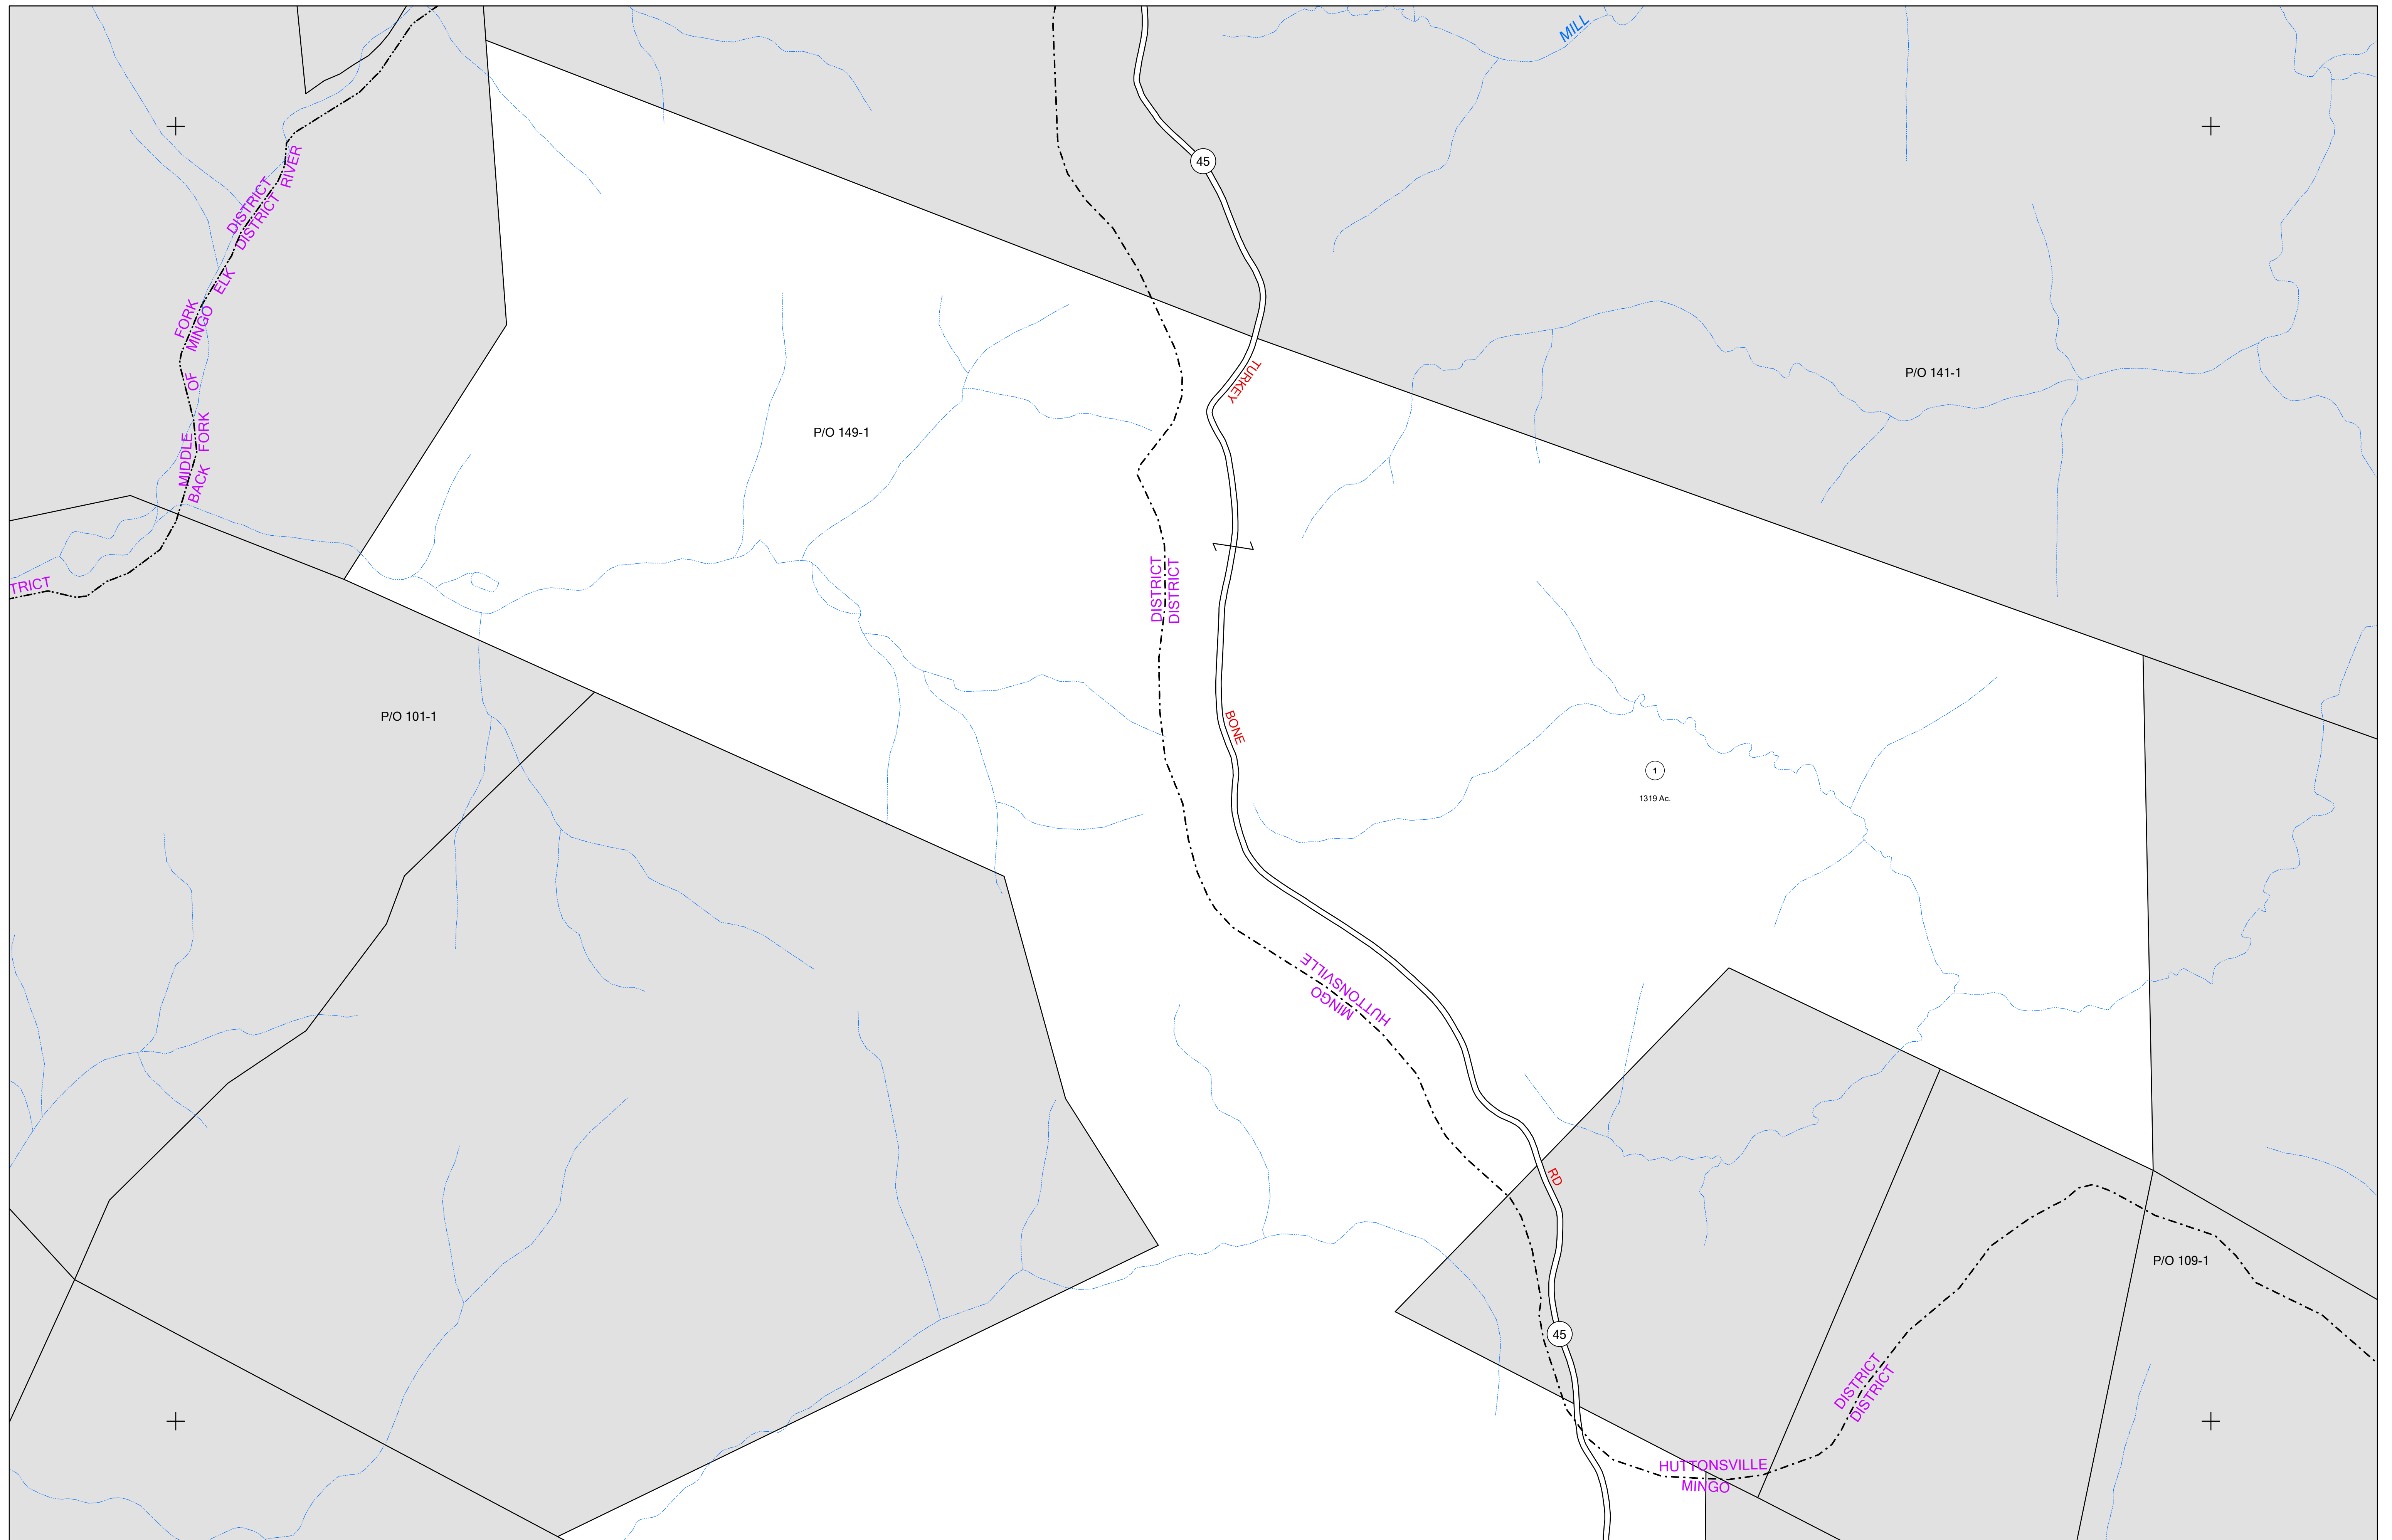 MILL
45
DISTRICT
DISTRICT RIVER
FORK
MINGO ELK
OF
MIDDLE
BACK FORK
TRICT
TURKEY
P/O 141-1
P/O 149-1
DISTRICT
DISTRICT
P/O 101-1
BONE
1
1319 Ac.
HUTTONSVILLE
MINGO
RD
P/O 109-1
45
DISTRICT
DISTRICT
HUTTONSVILLE
MINGO